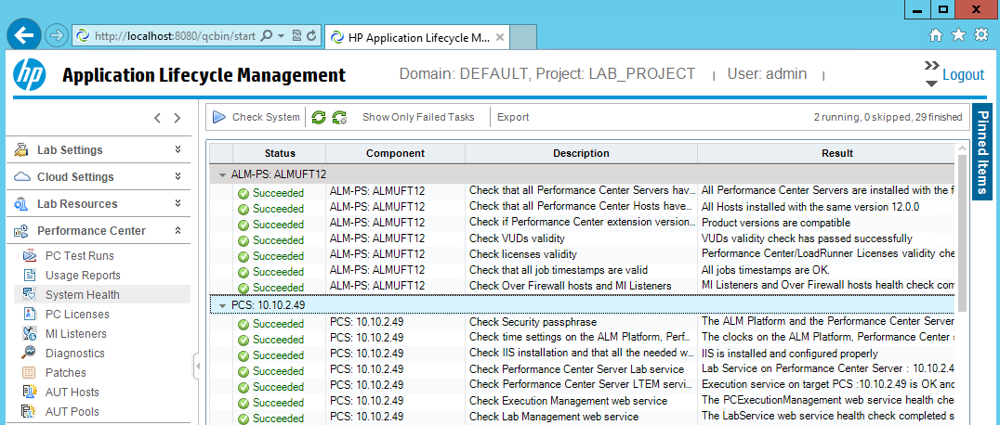 X
http://localhost:8080/qcbin/start
HP Application Lifecycle M...
hp
Application Lifecycle Management
Domain: DEFAULT, Project: LAB_PROJECT | User: admin |
Logout
Check System
Show Only Failed Tasks
Export
2 running, 0 skipped, 29 finished
Pinned Items
Lab Settings
Cloud Settings
Lab Resources
Performance Center
PC Test Runs
Usage Reports
System Health
PC Licenses
MI Listeners
Diagnostics
Patches
AUT Hosts
AUT Pools
Status Component Description Result
ALM-PS: ALMUFT12
Succeeded ALM-PS: ALMUFT12 Check that all Performance Center Servers hav... All Performance Center Servers are installed with the
Succeeded ALM-PS: ALMUFT12 Check that all Performance Center Hosts have... All Hosts installed with the same version 12.0.0
Succeeded ALM-PS: ALMUFT12 Check if Performance Center extension version... Product versions are compatible
Succeeded ALM-PS: ALMUFT12 Check VUDs validity VUDs validity check has passed successfully
Succeeded ALM-PS: ALMUFT12 Check licenses validity Performance Center/LoadRunner Licenses validity che
Succeeded ALM-PS: ALMUFT12 Check that all job timestamps are valid All jobs timestamps are OK.
Succeeded ALM-PS: ALMUFT12 Check Over Firewall hosts and MI Listeners MI Listeners and Over Firewall hosts health check com
PCS: 10.10.2.49
Succeeded PCS: 10.10.2.49 Check Security passphrase The ALM Platform and the Performance Center Server
Succeeded PCS: 10.10.2.49 Check time settings on the ALM Platform, Perf... The clocks on the ALM Platform, Performance Center
Succeeded PCS: 10.10.2.49 Check IIS installation and that all the needed w... IIS is installed and configured properly
Succeeded PCS: 10.10.2.49 Check Performance Center Server Lab service Lab Service on Performance Center Server : 10.10.2.4
Succeeded PCS: 10.10.2.49 Check Performance Center Server LTEM servi... Execution service on target PCS :10.10.2.49 is OK and
Succeeded PCS: 10.10.2.49 Check Execution Management web service The PCExecutionManagement web service health che
Succeeded PCS: 10.10.2.49 Check Lab Management web service The LabService web service health check completed s